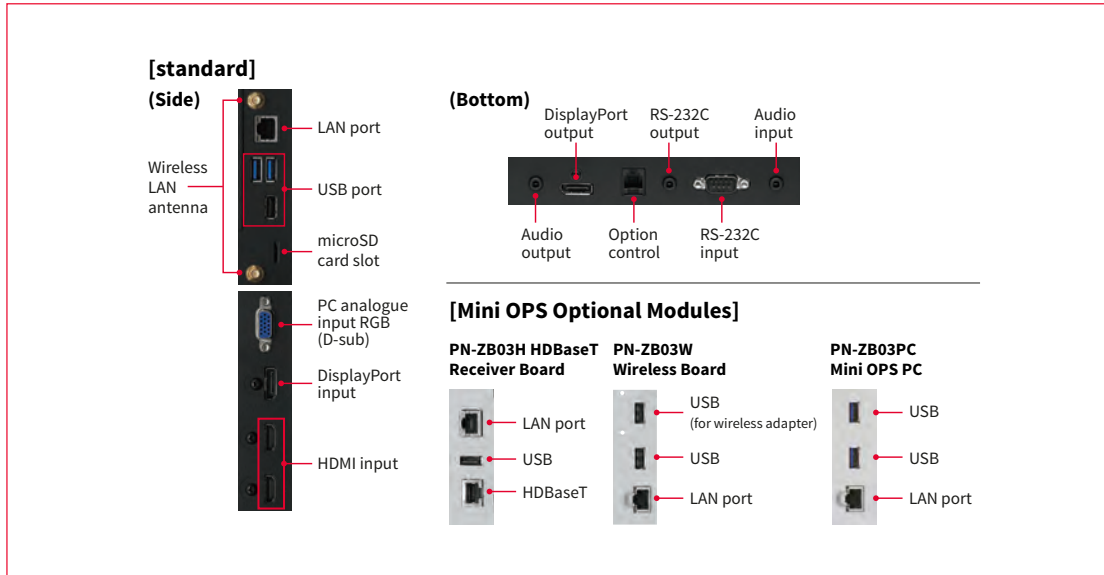 [standard]
(Side)
LAN port
Wireless
LAN
antenna
USB port
microSD
card slot
PC analogue
input RGB
(D-sub)
DisplayPort
input
HDMI input
(Bottom)
DisplayPort
output
RS-232C
output
Audio
input
Audio
output
Option
control
RS-232C
input
[Mini OPS Optional Modules]
PN-ZB03H HDBaseT
Receiver Board
LAN port
USB
HDBaseT
PN-ZB03W
Wireless Board
USB
(for wireless adapter)
USB
LAN port
PN-ZB03PC
Mini OPS PC
USB
USB
LAN port